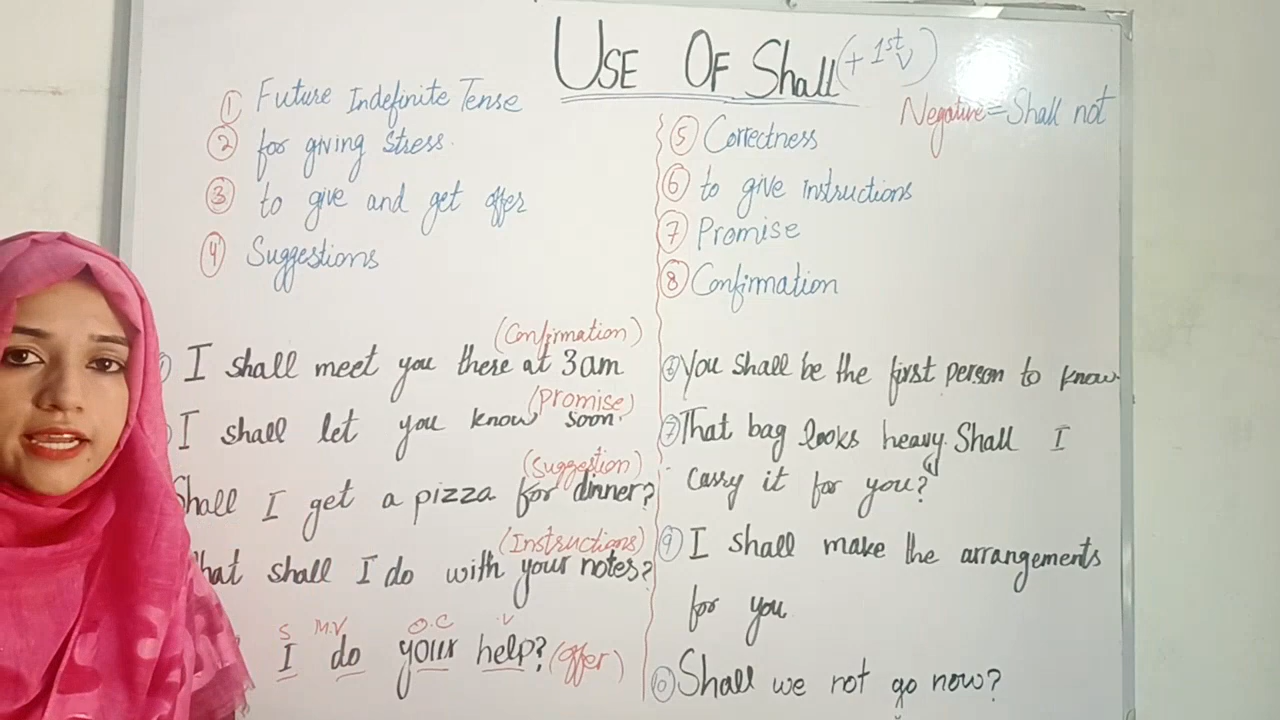 USE OF Shall (+ 1st V)
Negative = Shall not
① Future Indefinite Tense
② for giving Stress.
③ to give and get offer
④ Suggestions
⑤ Correctness
⑥ to give instructions
⑦ Promise
⑧ Confirmation
(Confirmation)
I shall meet you there at 3am
(Promise)
I shall let you know soon.
(Suggestion)
Shall I get a pizza for dinner?
(Instructions)
hat shall I do with your notes?
S M.V O.C V
I do your help? (offer)
⑥ You shall be the first person to know.
⑦ That bag looks heavy. Shall I
carry it for you?
⑨ I shall make the arrangements
for you.
⑩ Shall we not go now?